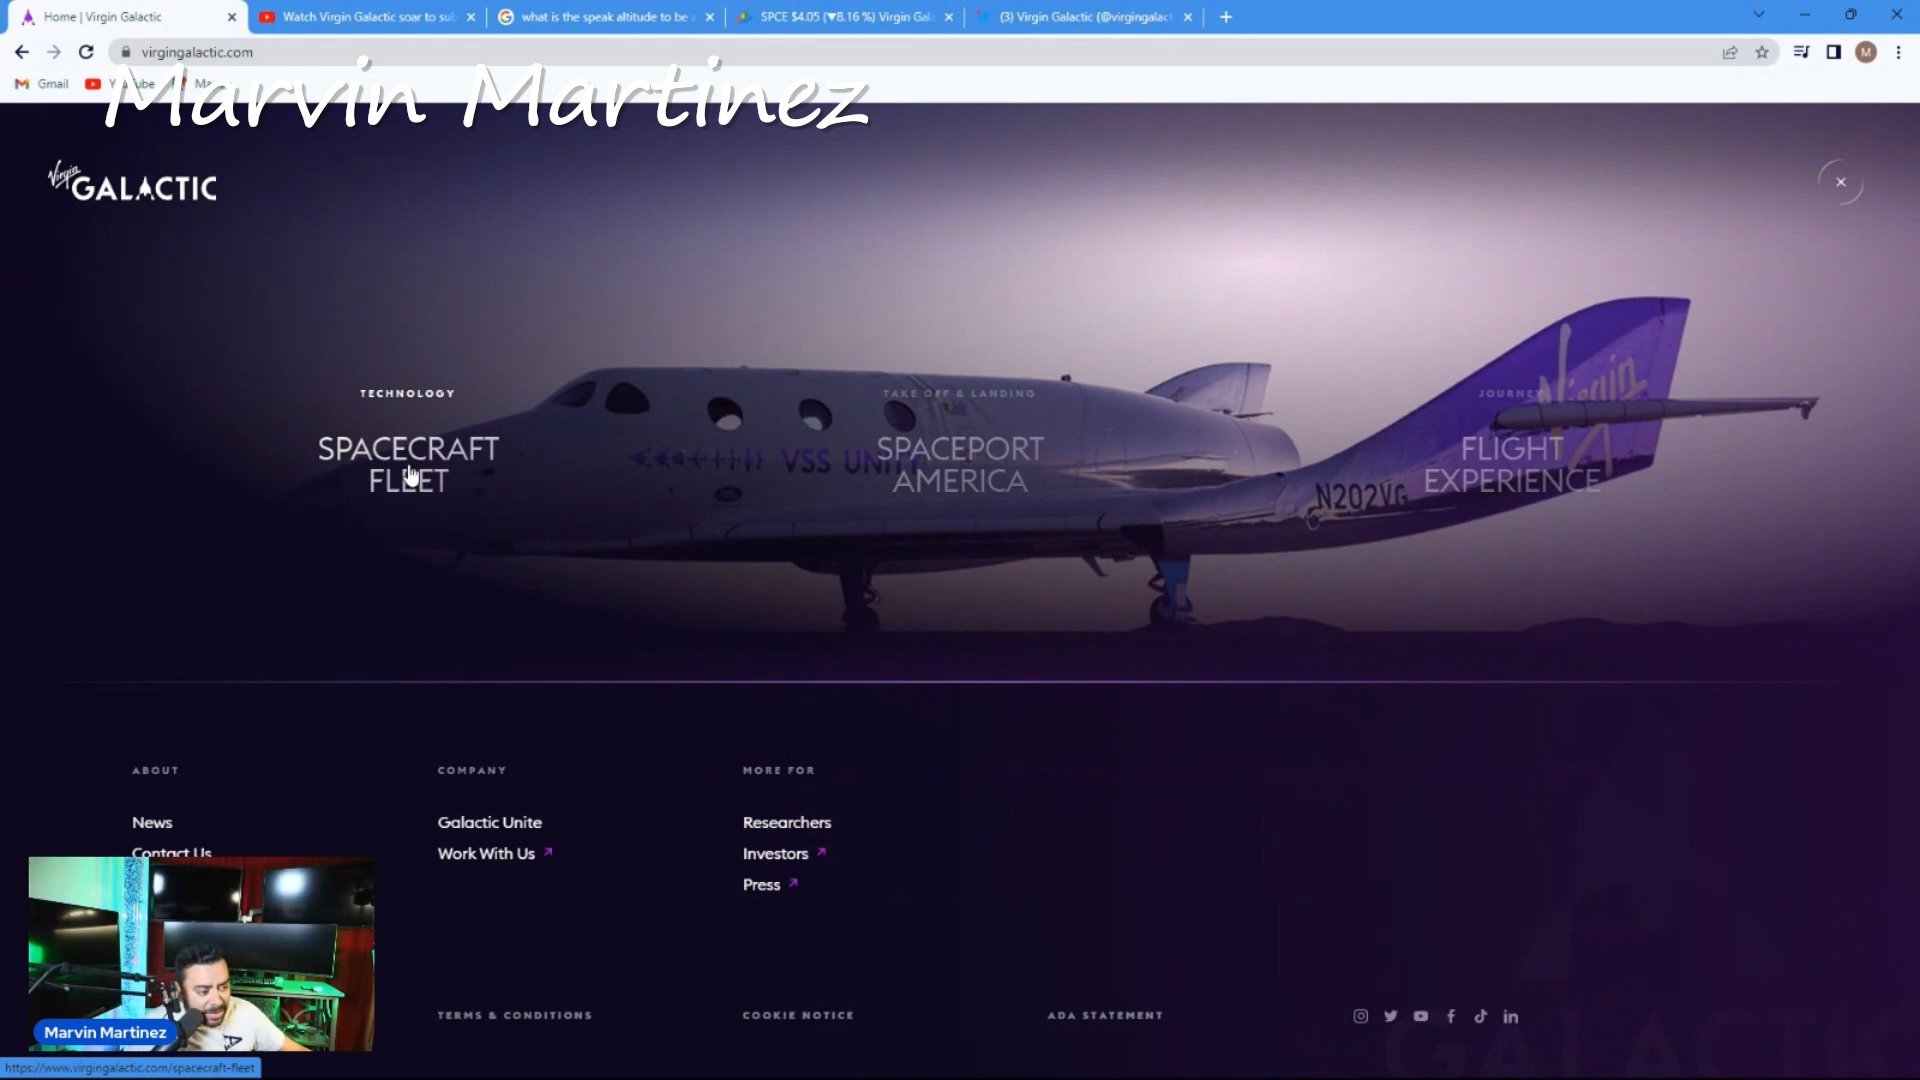 Home | Virgin Galactic
Watch Virgin Galactic soar to sub
what is the speak altitude to be a
SPCE $4.05 (▼8.16 %) Virgin Gala
(3) Virgin Galactic (@virgingalact
virgingalactic.com
M
Gmail
YouTube
Marvin Martinez
Virgin
GALACTIC
TECHNOLOGY
SPACECRAFT
FLEET
TAKE OFF & LANDING
SPACEPORT
AMERICA
JOURNEY
FLIGHT
EXPERIENCE
VSS UNITY
N202VG
Virgin
ABOUT
News
Contact Us
COMPANY
Galactic Unite
Work With Us
MORE FOR
Researchers
Investors
Press
Marvin Martinez
TERMS & CONDITIONS
COOKIE NOTICE
ADA STATEMENT
GALACTIC
https://www.virgingalactic.com/spacecraft-fleet